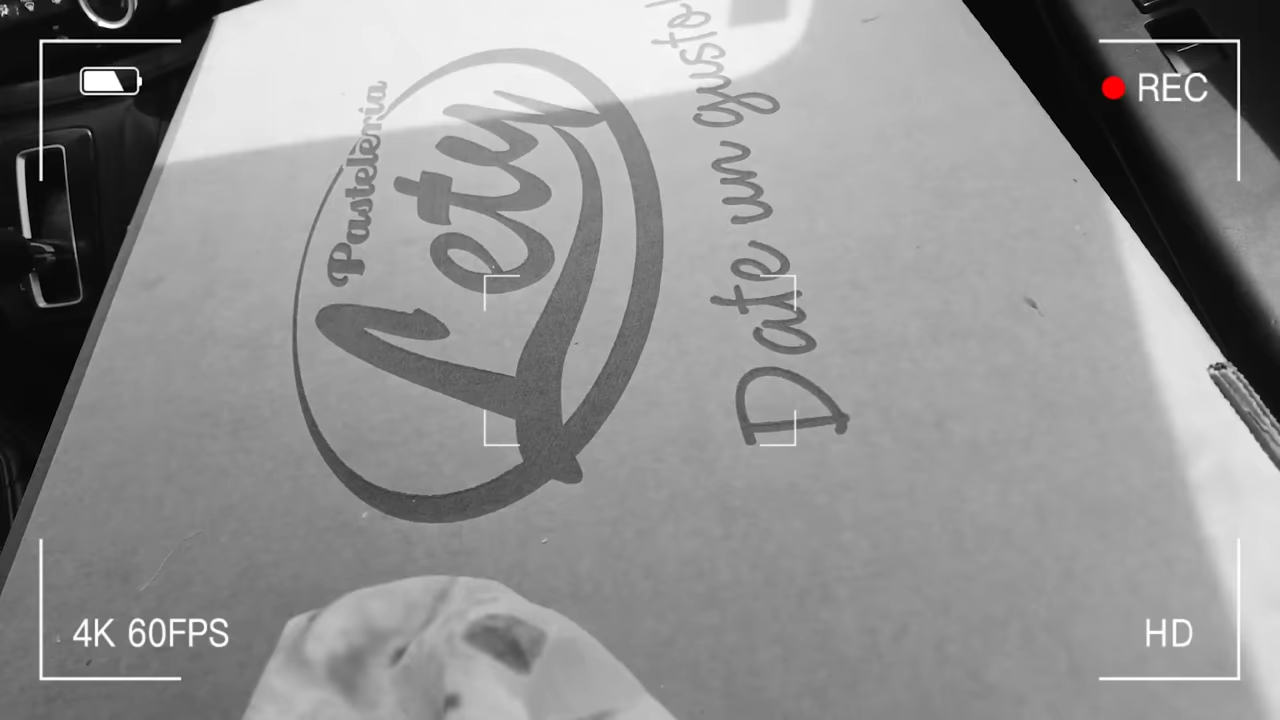 REC
Pastelería
Lety
Date un gusto!
4K 60FPS
HD